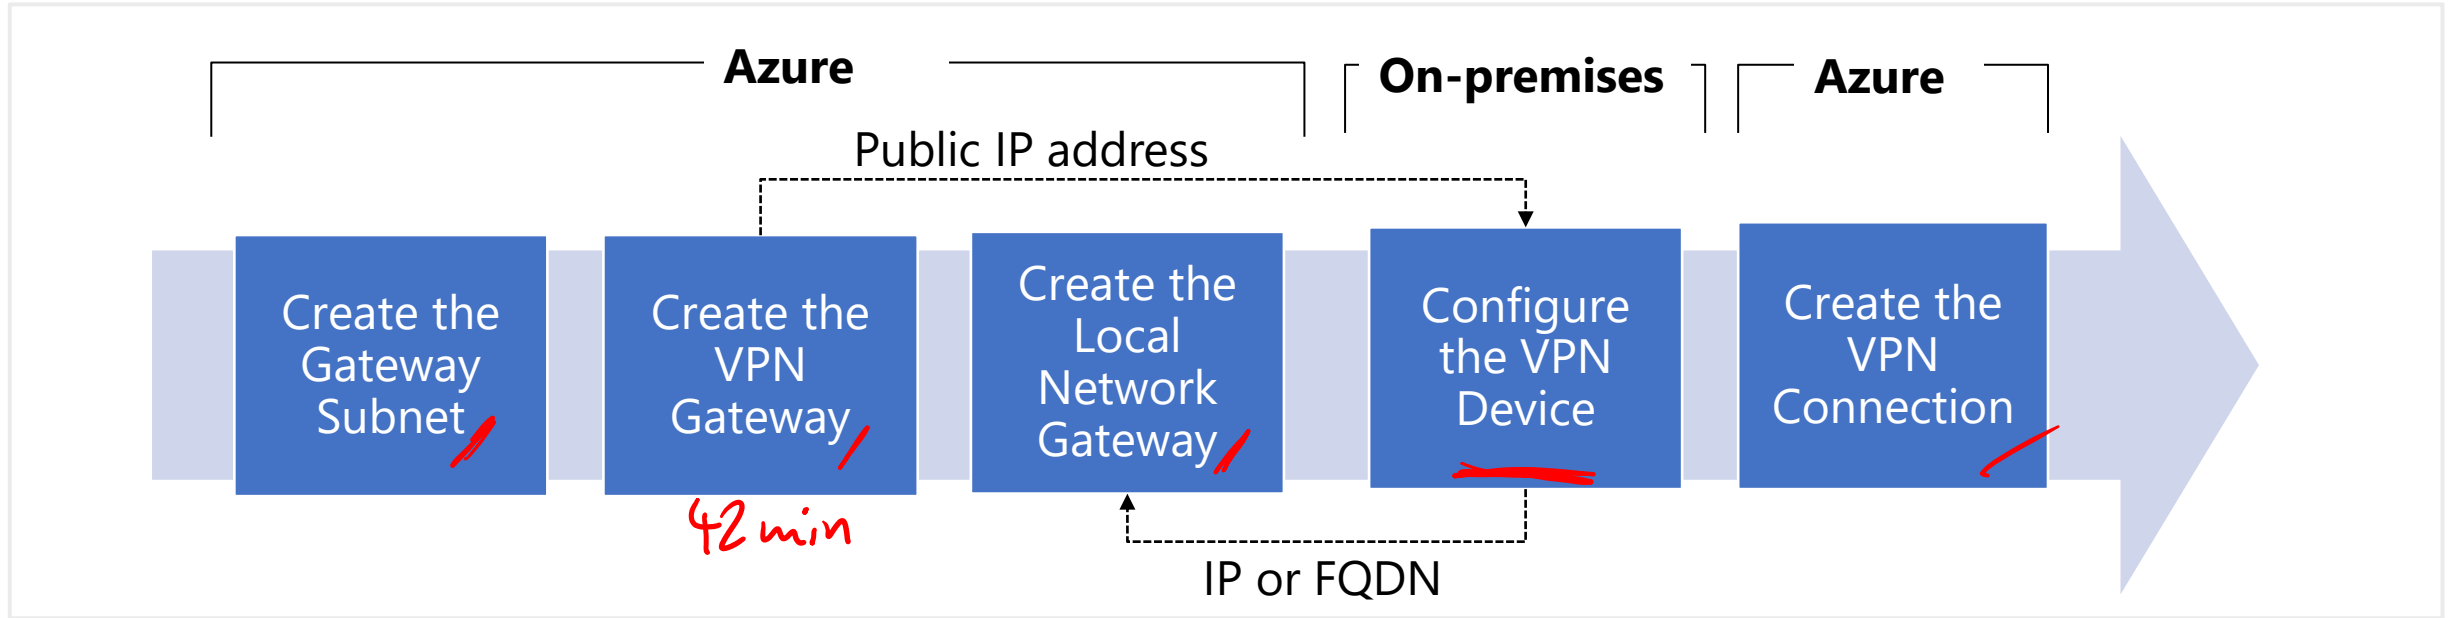 Azure
On-premises
Azure
Public IP address
Create the
Gateway
Subnet
Create the
VPN
Gateway
Create the
Local
Network
Gateway
Configure
the VPN
Device
Create the
VPN
Connection
42 min
IP or FQDN